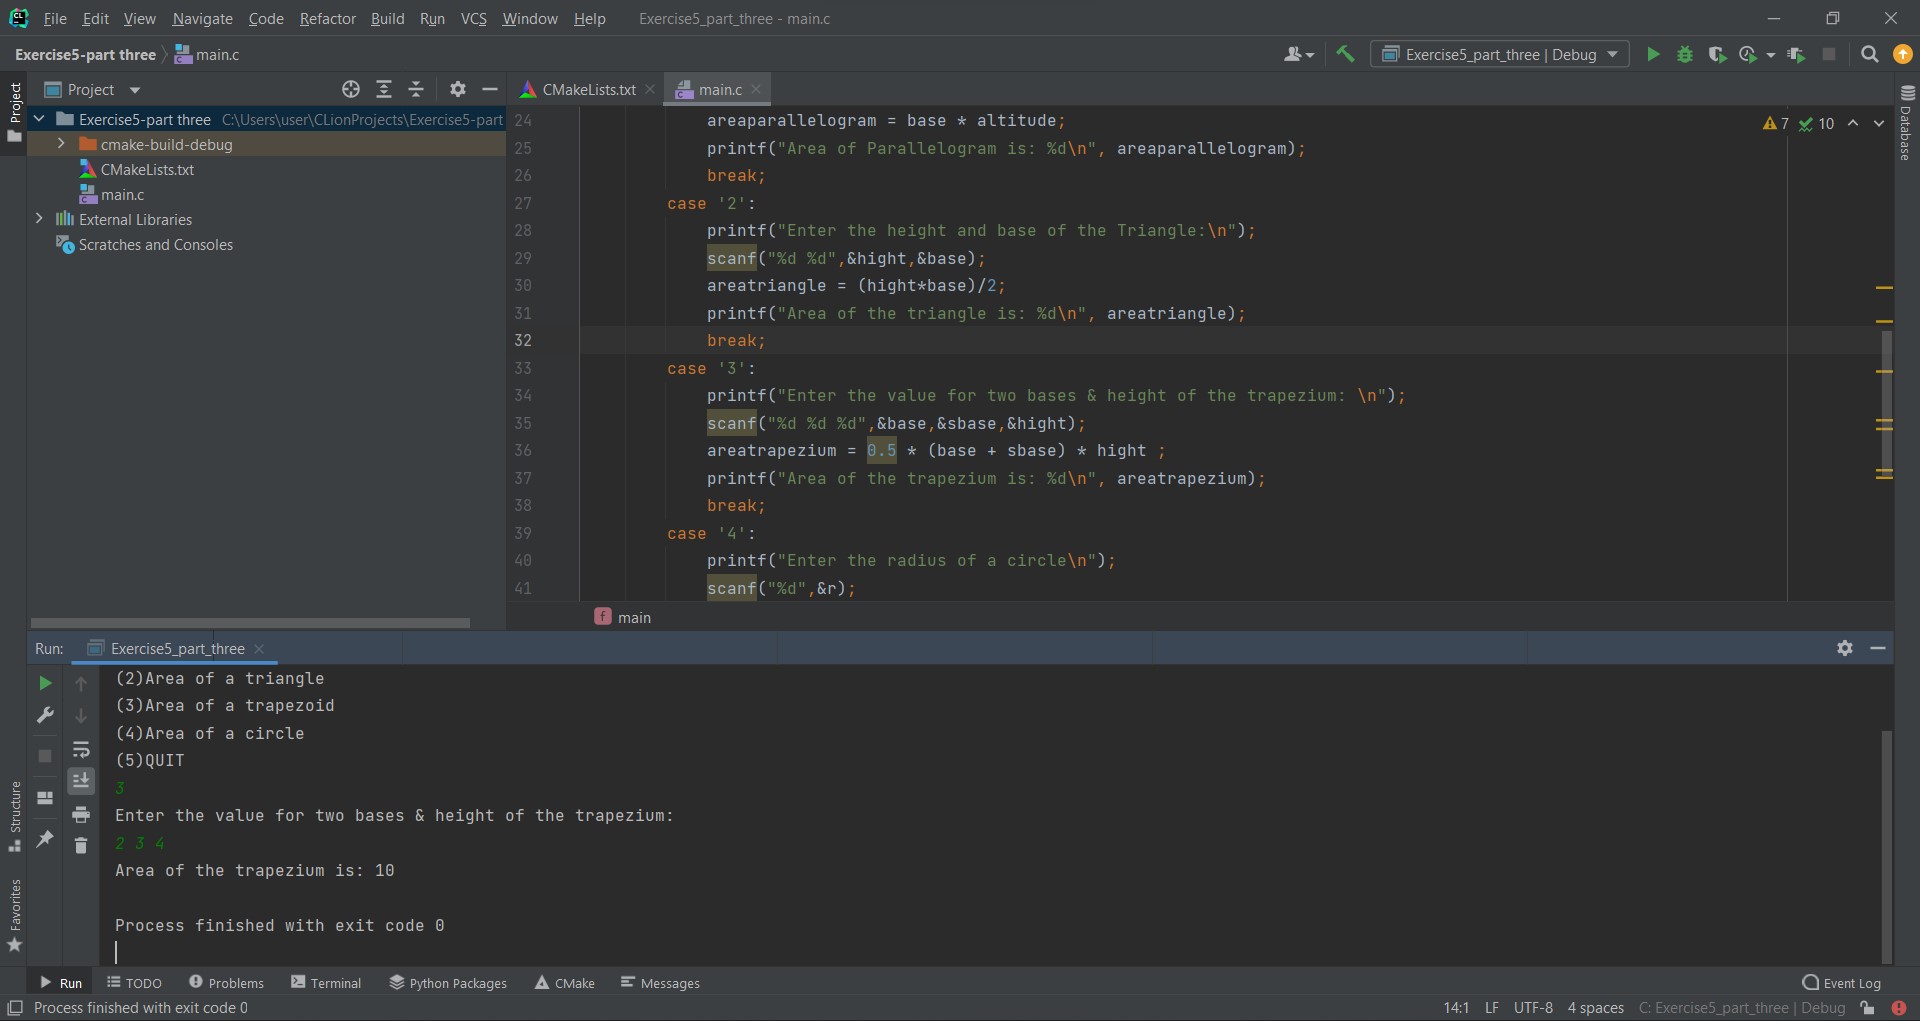 File Edit View Navigate Code Refactor Build Run VCS Window Help Exercise5_part_three - main.c
Exercise5-part three main.c Exercise5_part_three | Debug
Project
Project
CMakeLists.txt main.c
Exercise5-part three C:\Users\user\CLionProjects\Exercise5-part
cmake-build-debug
CMakeLists.txt
main.c
External Libraries
Scratches and Consoles
7 10
Database
24 areaparallelogram = base * altitude;
25 printf("Area of Parallelogram is: %d\n", areaparallelogram);
26 break;
27 case '2':
28 printf("Enter the height and base of the Triangle:\n");
29 scanf("%d %d",&hight,&base);
30 areatriangle = (hight*base)/2;
31 printf("Area of the triangle is: %d\n", areatriangle);
32 break;
33 case '3':
34 printf("Enter the value for two bases & height of the trapezium: \n");
35 scanf("%d %d %d",&base,&sbase,&hight);
36 areatrapezium = 0.5 * (base + sbase) * hight ;
37 printf("Area of the trapezium is: %d\n", areatrapezium);
38 break;
39 case '4':
40 printf("Enter the radius of a circle\n");
41 scanf("%d",&r);
f main
Run: Exercise5_part_three
(2)Area of a triangle
(3)Area of a trapezoid
(4)Area of a circle
(5)QUIT
3
Enter the value for two bases & height of the trapezium:
2 3 4
Area of the trapezium is: 10
Process finished with exit code 0
Structure
Favorites
Run TODO Problems Terminal Python Packages CMake Messages Event Log
Process finished with exit code 0 14:1 LF UTF-8 4 spaces C: Exercise5_part_three | Debug